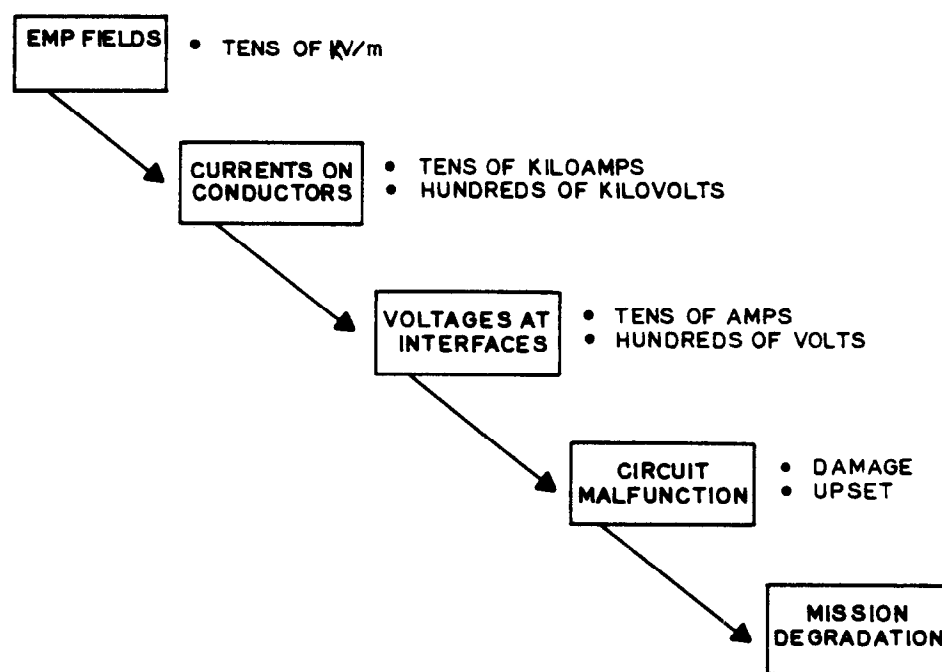 EMP FIELDS
• TENS OF KV/m
CURRENTS ON
CONDUCTORS
• TENS OF KILOAMPS
• HUNDREDS OF KILOVOLTS
VOLTAGES AT
INTERFACES
• TENS OF AMPS
• HUNDREDS OF VOLTS
CIRCUIT
MALFUNCTION
• DAMAGE
• UPSET
MISSION
DEGRADATION